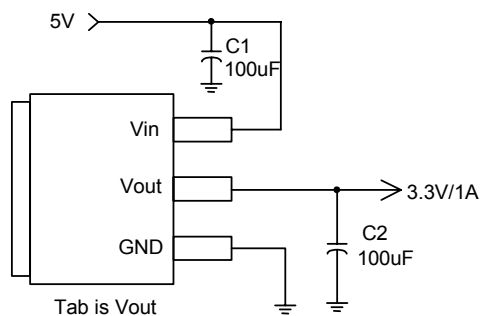 5V
C1
100uF
Vin
Vout
3.3V/1A
GND
C2
100uF
Tab is Vout